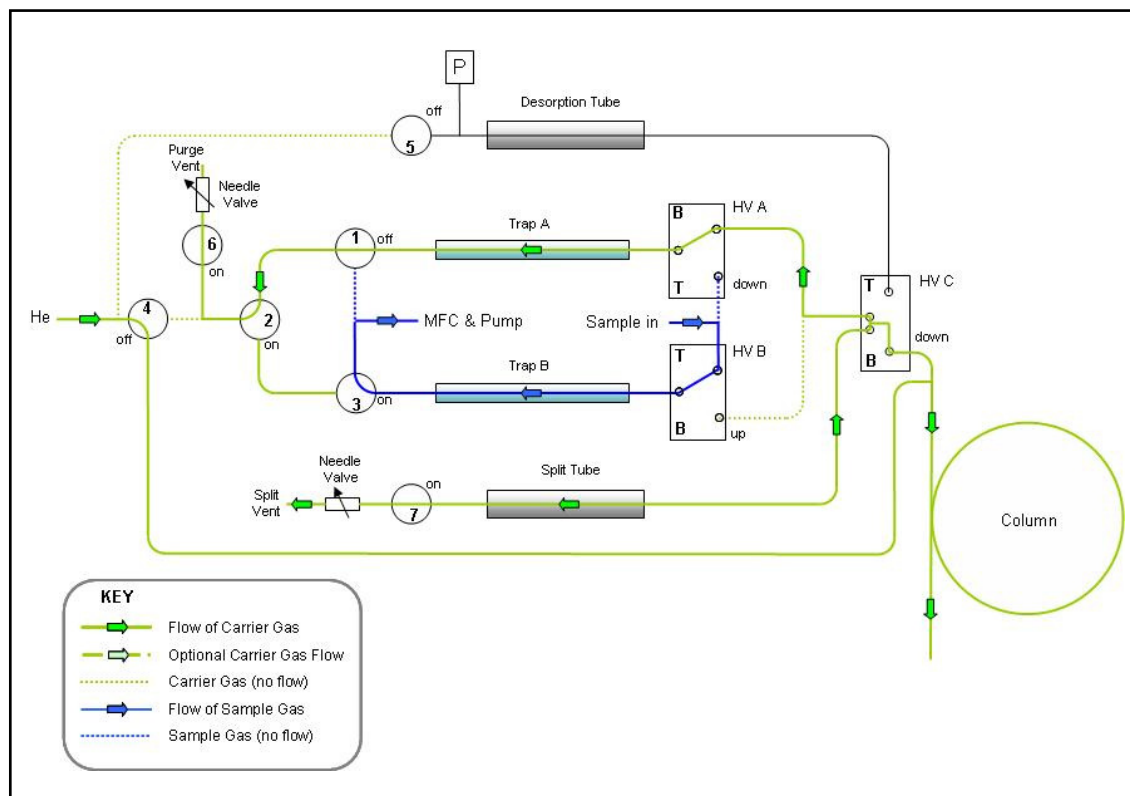 P
off
Desorption Tube
5
Purge
Vent
Needle
Valve
6
on
1
off
Trap A
B
HV A
T
down
T
HV C
He
4
off
2
on
MFC & Pump
Sample in
down
B
T
HV B
Trap B
3
on
B
up
Needle
Valve
on
Split Tube
Split
Vent
7
Column
KEY
Flow of Carrier Gas
Optional Carrier Gas Flow
Carrier Gas (no flow)
Flow of Sample Gas
Sample Gas (no flow)